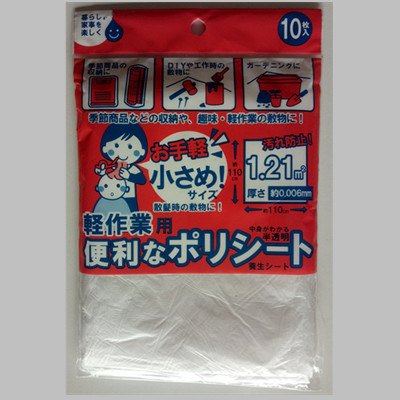 暮らし、
家事を
楽しく
10枚入
季節商品の
収納に
DIYや工作時の
敷物に
ガーデニングに
季節商品などの収納や、趣味・軽作業の敷物に！
お手軽
小さめ！
サイズ
散髪時の敷物に！
汚れ防止！
約110cm
1.21㎡
厚さ 約0.006mm
約110cm
軽作業用
中身がわかる
半透明
便利なポリシート
養生シート